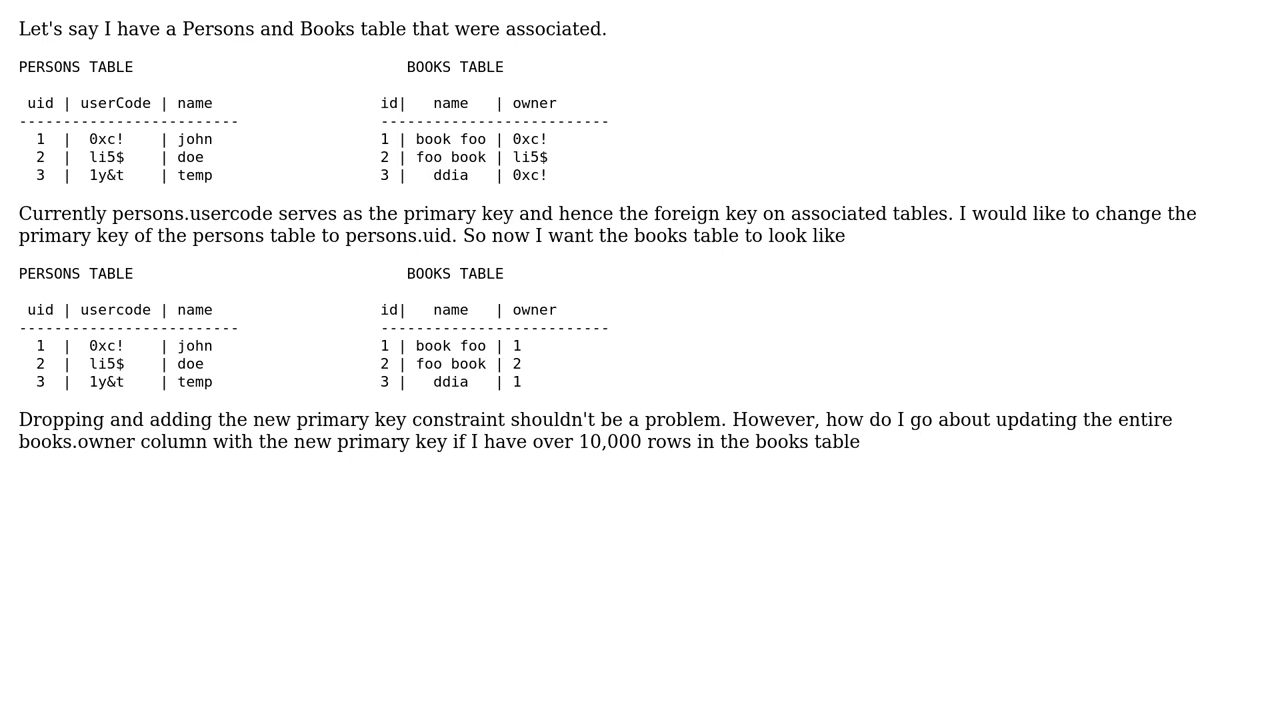 Let's say I have a Persons and Books table that were associated.
PERSONS TABLE                               BOOKS TABLE
 uid | userCode | name                   id|   name   | owner
-------------------------                --------------------------
  1  |  0xc!    | john                   1 | book foo | 0xc!
  2  |  li5$    | doe                    2 | foo book | li5$
  3  |  1y&t    | temp                   3 |   ddia   | 0xc!
Currently persons.usercode serves as the primary key and hence the foreign key on associated tables. I would like to change the
primary key of the persons table to persons.uid. So now I want the books table to look like
PERSONS TABLE                               BOOKS TABLE
 uid | usercode | name                   id|   name   | owner
-------------------------                --------------------------
  1  |  0xc!    | john                   1 | book foo | 1
  2  |  li5$    | doe                    2 | foo book | 2
  3  |  1y&t    | temp                   3 |   ddia   | 1
Dropping and adding the new primary key constraint shouldn't be a problem. However, how do I go about updating the entire
books.owner column with the new primary key if I have over 10,000 rows in the books table